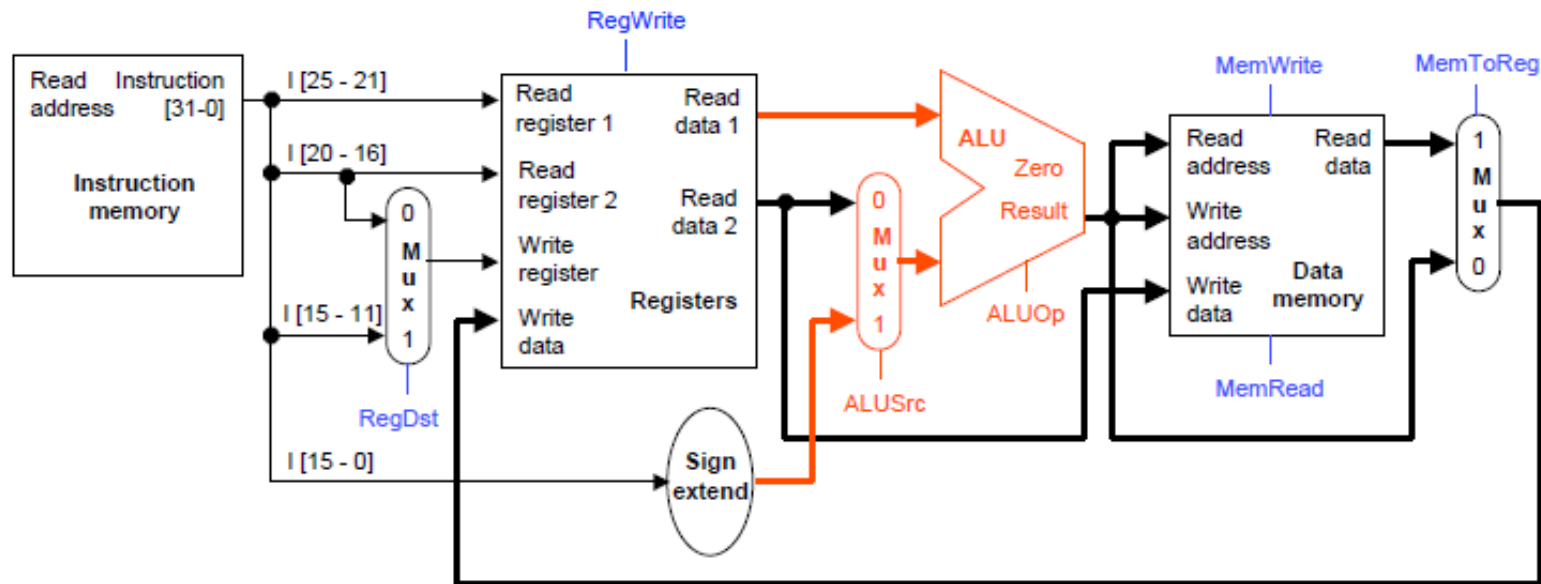 RegWrite
Read Instruction
address [31-0]
Instruction
memory
I [25 - 21]
I [20 - 16]
I [15 - 11]
I [15 - 0]
0
M
u
x
1
RegDst
Read
register 1
Read
data 1
Read
register 2
Read
data 2
Write
register
Registers
Write
data
Sign
extend
0
M
u
x
1
ALUSrc
ALU
Zero
Result
ALUOp
MemWrite
Read
address
Read
data
Write
address
Data
memory
Write
data
MemRead
MemToReg
1
M
u
x
0